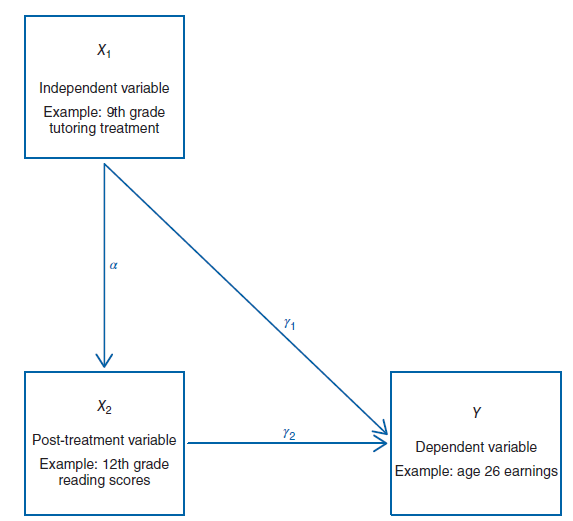 X₁
Independent variable
Example: 9th grade
tutoring treatment
α
γ₁
X₂
Post-treatment variable
Example: 12th grade
reading scores
γ₂
Y
Dependent variable
Example: age 26 earnings